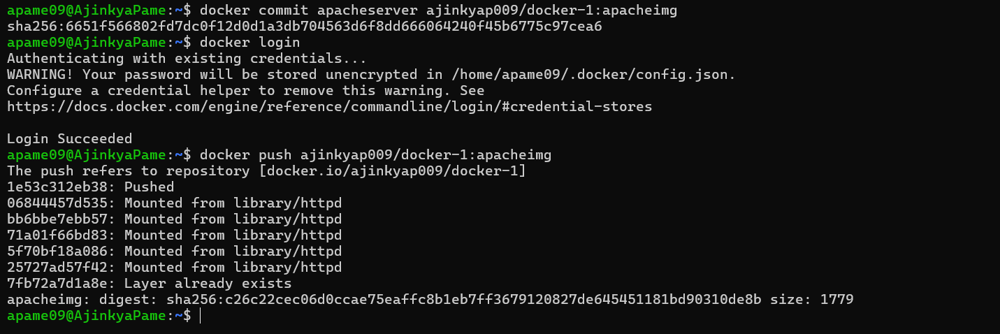 apame09@AjinkyaPame:~$ docker commit apacheserver ajinkyap009/docker-1:apacheimg
sha256:6651f566802fd7dc0f12d0d1a3db704563d6f8dd666064240f45b6775c97cea6
apame09@AjinkyaPame:~$ docker login
Authenticating with existing credentials...
WARNING! Your password will be stored unencrypted in /home/apame09/.docker/config.json.
Configure a credential helper to remove this warning. See
https://docs.docker.com/engine/reference/commandline/login/#credential-stores
Login Succeeded
apame09@AjinkyaPame:~$ docker push ajinkyap009/docker-1:apacheimg
The push refers to repository [docker.io/ajinkyap009/docker-1]
1e53c312eb38: Pushed
06844457d535: Mounted from library/httpd
bb6bbe7ebb57: Mounted from library/httpd
71a01f66bd83: Mounted from library/httpd
5f70bf18a086: Mounted from library/httpd
25727ad57f42: Mounted from library/httpd
7fb72a7d1a8e: Layer already exists
apacheimg: digest: sha256:c26c22cec06d0ccae75eaffc8b1eb7ff3679120827de645451181bd90310de8b size: 1779
apame09@AjinkyaPame:~$